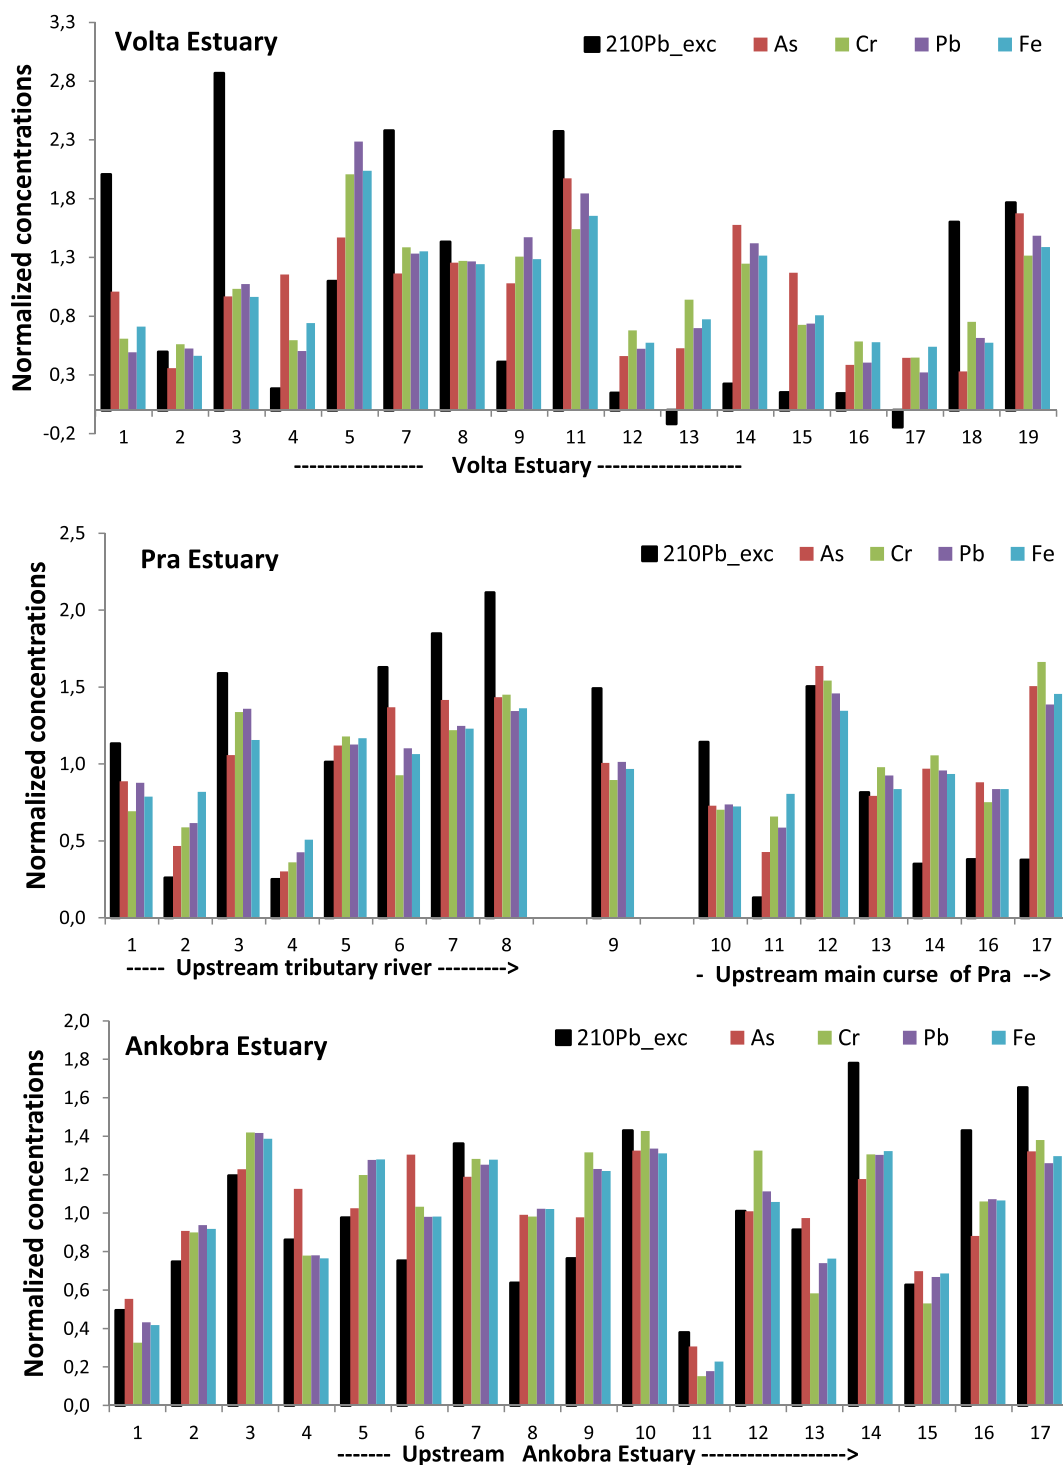 Volta Estuary
210Pb_exc As Cr Pb Fe
Normalized concentrations
3,3
2,8
2,3
1,8
1,3
0,8
0,3
-0,2
1 2 3 4 5 7 8 9 11 12 13 14 15 16 17 18 19
----------------- Volta Estuary -------------------
Pra Estuary
210Pb_exc As Cr Pb Fe
Normalized concentrations
2,5
2,0
1,5
1,0
0,5
0,0
1 2 3 4 5 6 7 8 9 10 11 12 13 14 16 17
----- Upstream tributary river --------->
- Upstream main curse of Pra -->
Ankobra Estuary
210Pb_exc As Cr Pb Fe
Normalized concentrations
2,0
1,8
1,6
1,4
1,2
1,0
0,8
0,6
0,4
0,2
0,0
1 2 3 4 5 6 7 8 9 10 11 12 13 14 15 16 17
------- Upstream Ankobra Estuary ------------------->